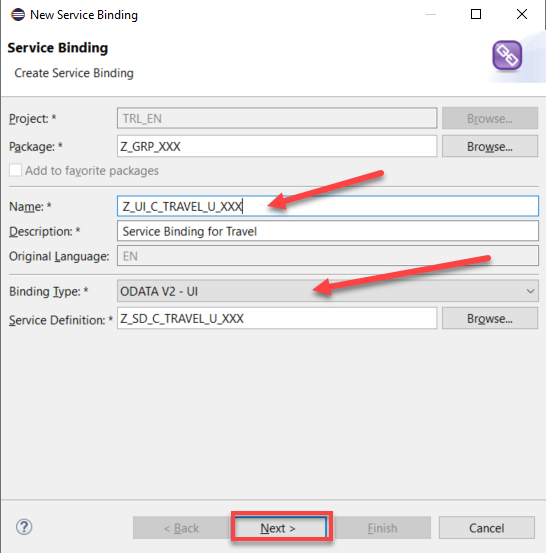 New Service Binding
Service Binding
Create Service Binding
Project: * TRL_EN Browse...
Package: * Z_GRP_XXX Browse...
Add to favorite packages
Name: * Z_UI_C_TRAVEL_U_XXX
Description: * Service Binding for Travel
Original Language: EN
Binding Type: * ODATA V2 - UI
Service Definition: * Z_SD_C_TRAVEL_U_XXX Browse...
? < Back Next > Finish Cancel